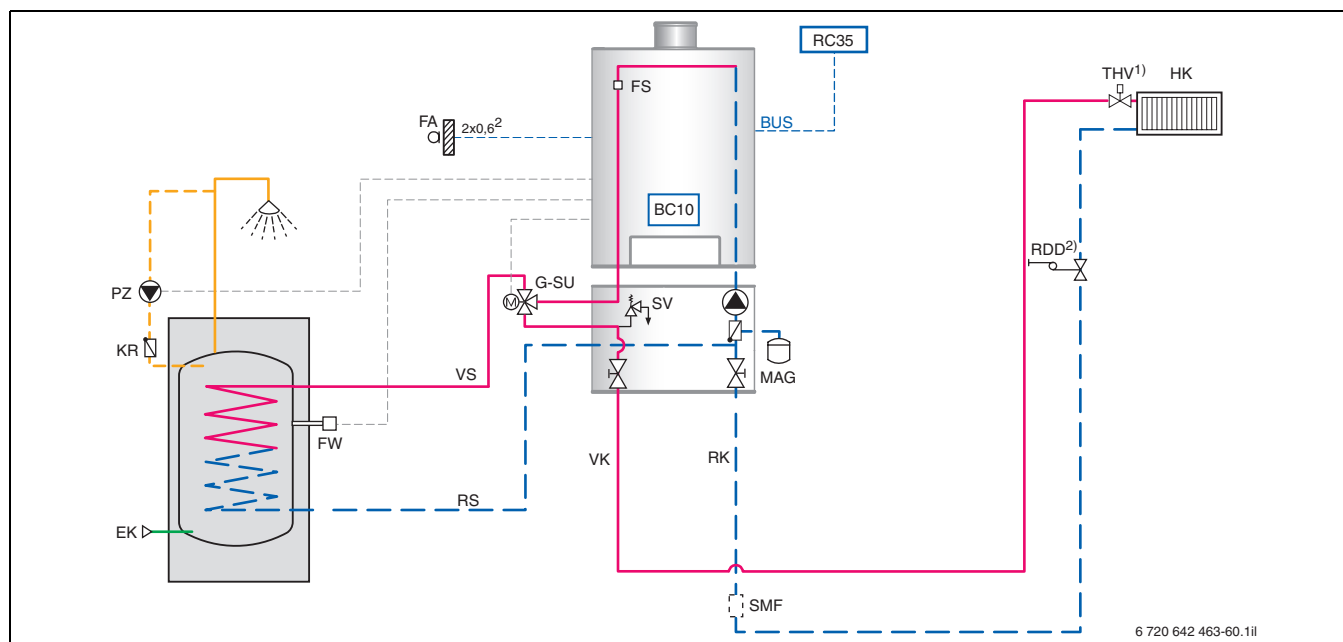 RC35
FS
THV¹⁾
HK
FA
2x0,6²
BUS
BC10
RDD²⁾
G-SU
PZ
M
SV
KR
VS
MAG
FW
VK
RK
RS
EK
SMF
6 720 642 463-60.1il